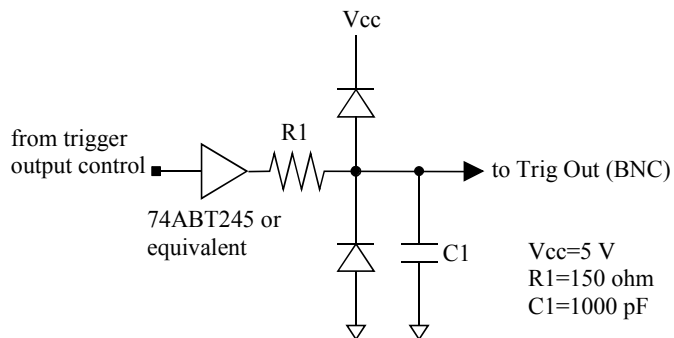 Vcc
from trigger
output control
R1
to Trig Out (BNC)
74ABT245 or
equivalent
C1
Vcc=5 V
R1=150 ohm
C1=1000 pF